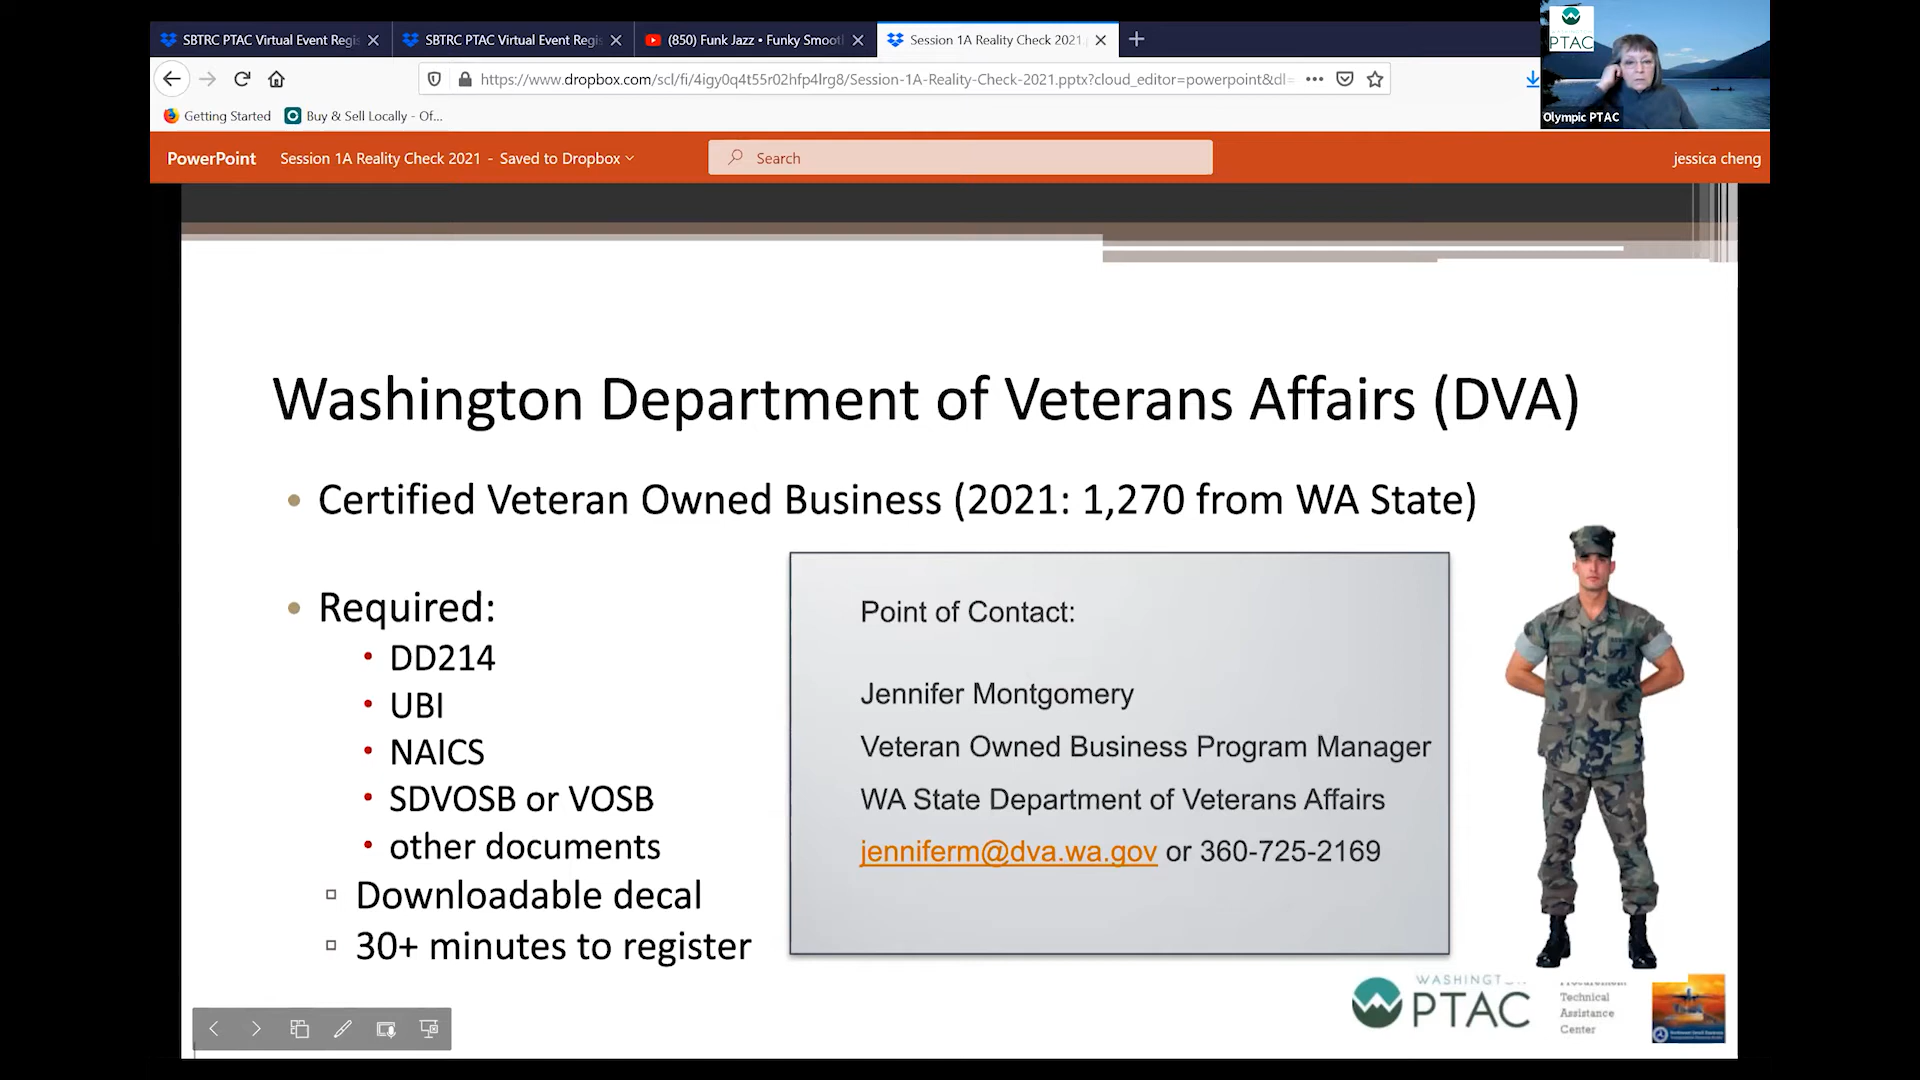 SBTRC PTAC Virtual Event Regis
SBTRC PTAC Virtual Event Regis
(850) Funk Jazz • Funky Smooth
Session 1A Reality Check 2021
https://www.dropbox.com/scl/fi/4igy0q4t55r02hfp4lrg8/Session-1A-Reality-Check-2021.pptx?cloud_editor=powerpoint&dl=
Getting Started
Buy & Sell Locally - Of...
PTAC
Olympic PTAC
PowerPoint
Session 1A Reality Check 2021 - Saved to Dropbox
Search
jessica cheng
Washington Department of Veterans Affairs (DVA)
• Certified Veteran Owned Business (2021: 1,270 from WA State)
• Required:
• DD214
• UBI
• NAICS
• SDVOSB or VOSB
• other documents
Downloadable decal
30+ minutes to register
Point of Contact:
Jennifer Montgomery
Veteran Owned Business Program Manager
WA State Department of Veterans Affairs
jenniferm@dva.wa.gov or 360-725-2169
WASHINGTON
PTAC
Procurement
Technical
Assistance
Center